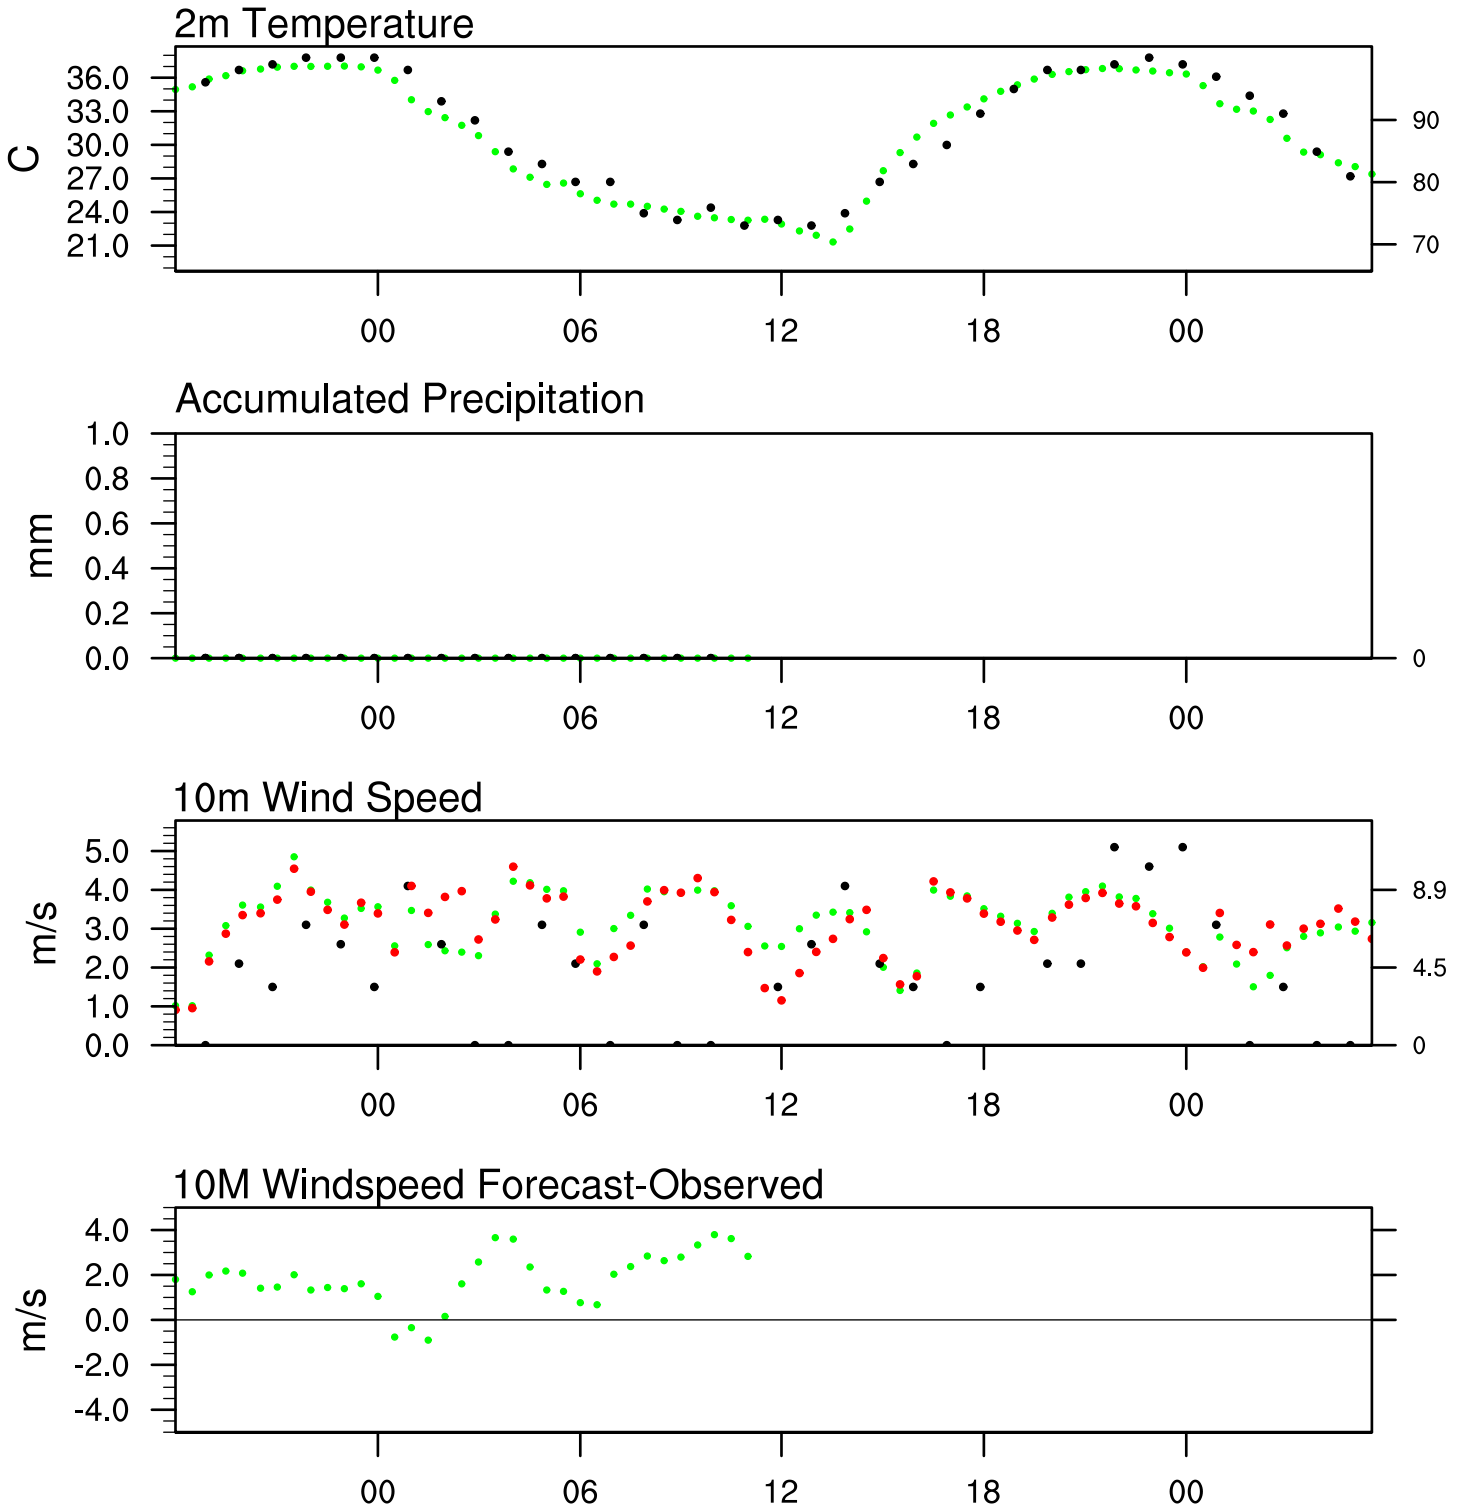 2m Temperature
36.0
33.0
30.0
27.0
24.0
21.0
C
90
80
70
00 06 12 18 00
Accumulated Precipitation
1.0
0.8
0.6
0.4
0.2
0.0
mm
0
00 06 12 18 00
10m Wind Speed
5.0
4.0
3.0
2.0
1.0
0.0
m/s
8.9
4.5
0
00 06 12 18 00
10M Windspeed Forecast-Observed
4.0
2.0
0.0
-2.0
-4.0
m/s
00 06 12 18 00